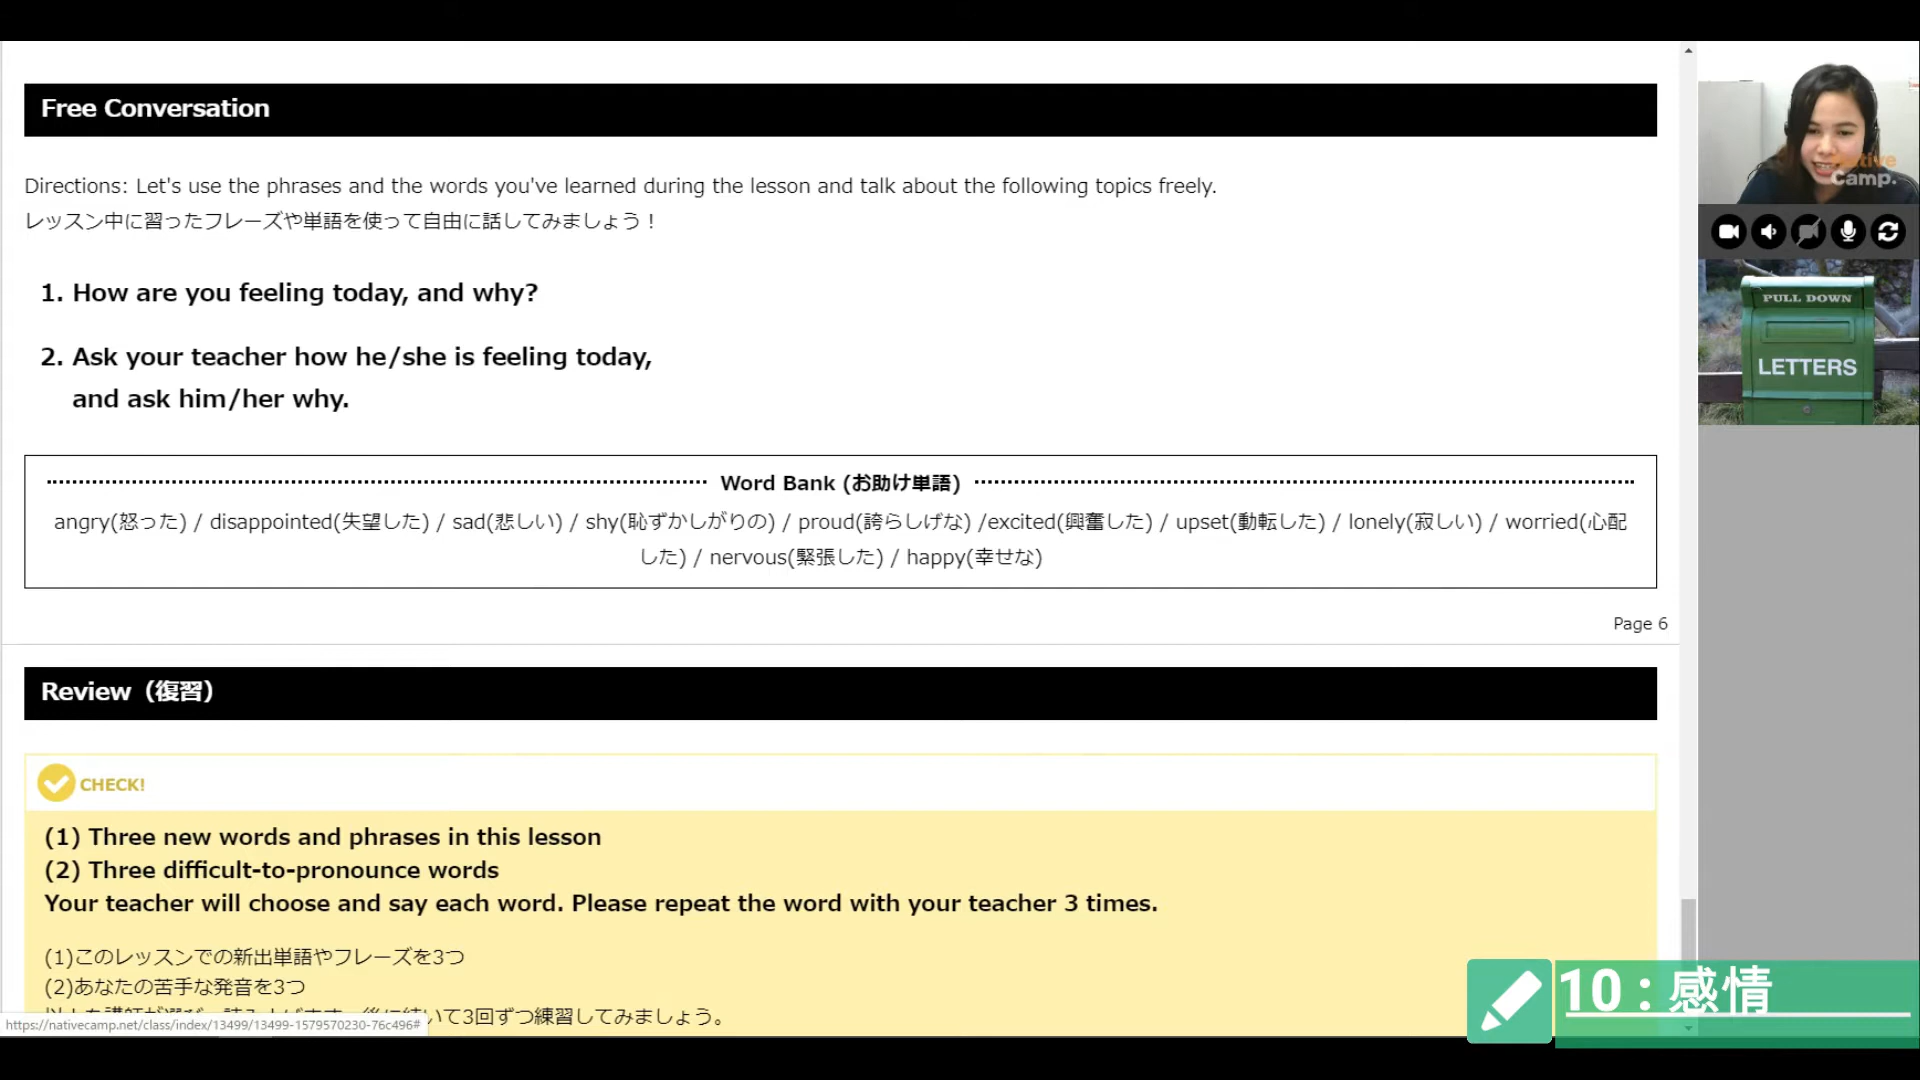 Free Conversation
Directions: Let's use the phrases and the words you've learned during the lesson and talk about the following topics freely.
レッスン中に習ったフレーズや単語を使って自由に話してみましょう！
1. How are you feeling today, and why?
2. Ask your teacher how he/she is feeling today,
and ask him/her why.
Word Bank (お助け単語)
angry(怒った) / disappointed(失望した) / sad(悲しい) / shy(恥ずかしがりの) / proud(誇らしげな) /excited(興奮した) / upset(動転した) / lonely(寂しい) / worried(心配
した) / nervous(緊張した) / happy(幸せな)
Page 6
Review（復習）
CHECK!
(1) Three new words and phrases in this lesson
(2) Three difficult-to-pronounce words
Your teacher will choose and say each word. Please repeat the word with your teacher 3 times.
(1)このレッスンでの新出単語やフレーズを3つ
(2)あなたの苦手な発音を3つ
いて3回ずつ練習してみましょう。
https://nativecamp.net/class/index/13499/13499-1579570230-76c496#
Camp.
PULL DOWN
LETTERS
10：感情